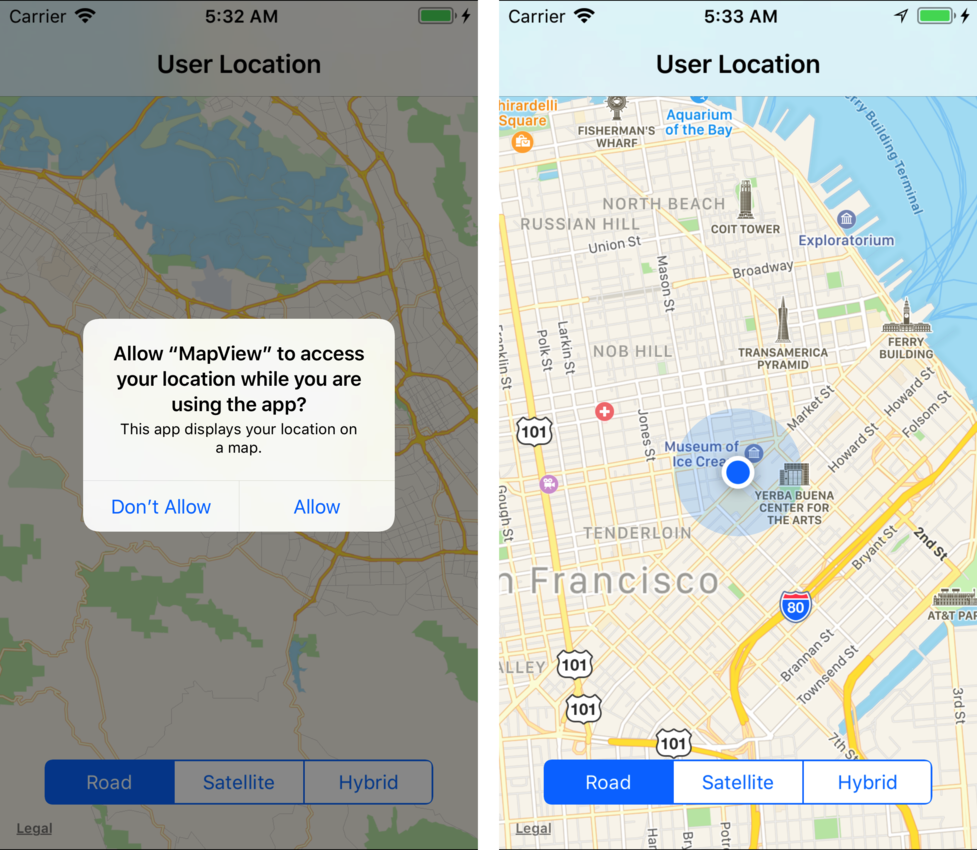 Carrier 5:32 AM
User Location
Allow “MapView” to access
your location while you are
using the app?
This app displays your location on
a map.
Don’t Allow
Allow
Road
Satellite
Hybrid
Legal
Carrier 5:33 AM
User Location
hirardelli
Square
FISHERMAN'S
WHARF
Aquarium
of the Bay
erry Building Terminal
NORTH BEACH
RUSSIAN HILL
COIT TOWER
Exploratorium
Union St
Mason St
Broadway
Larkin St
Polk St
Franklin St
NOB HILL
TRANSAMERICA
PYRAMID
FERRY
BUILDING
Howard St
Folsom St
Market St
101
Jones St
Howard St
Museum of
Ice Crea
YERBA BUENA
CENTER FOR
THE ARTS
Gough St
TENDERLOIN
Bryant St
2nd St
n Francisco
80
AT&T PAR
Brannan St
Townsend St
ALLEY
101
101
101
7th St
3rd St
Road
Satellite
Hybrid
Legal
Har
Bry
Potr